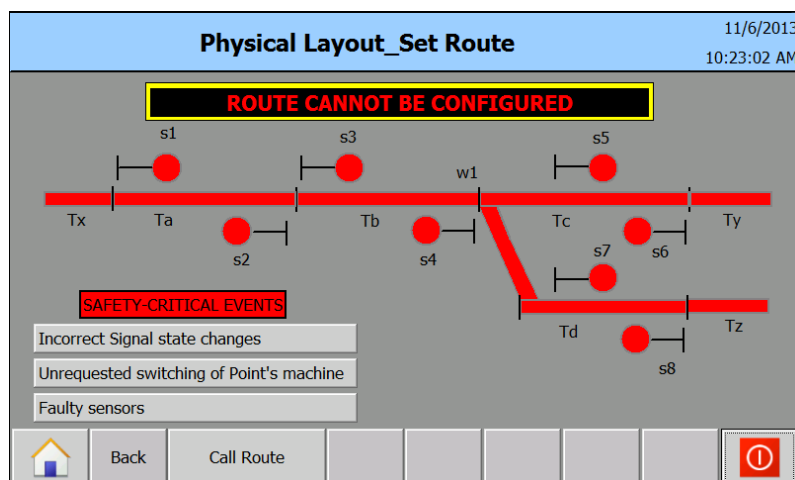 Physical Layout_Set Route
11/6/2013
10:23:02 AM
ROUTE CANNOT BE CONFIGURED
s1
s3
s5
w1
Tx
Ta
Tb
Tc
Ty
s2
s4
s7
s6
SAFETY-CRITICAL EVENTS
Incorrect Signal state changes
Td
Tz
Unrequested switching of Point's machine
s8
Faulty sensors
Back
Call Route